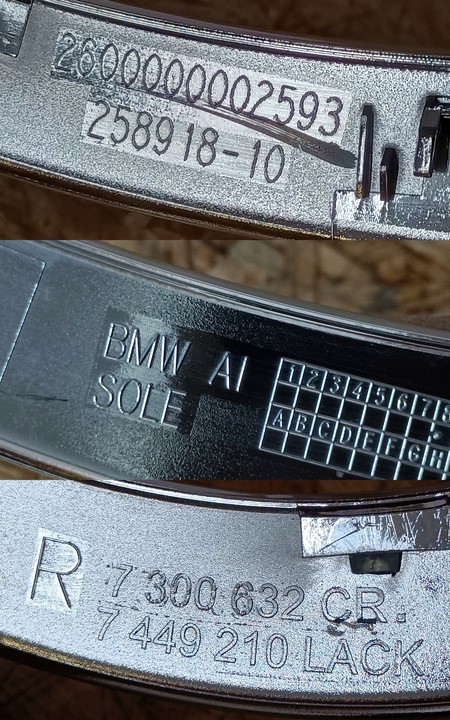 2600000002593
258918-10
BMW AI
SOLE
1 2 3 4 5 6 7 8
A B C D E F G H
R
7 300 632 CR.
7 449 210 LACK